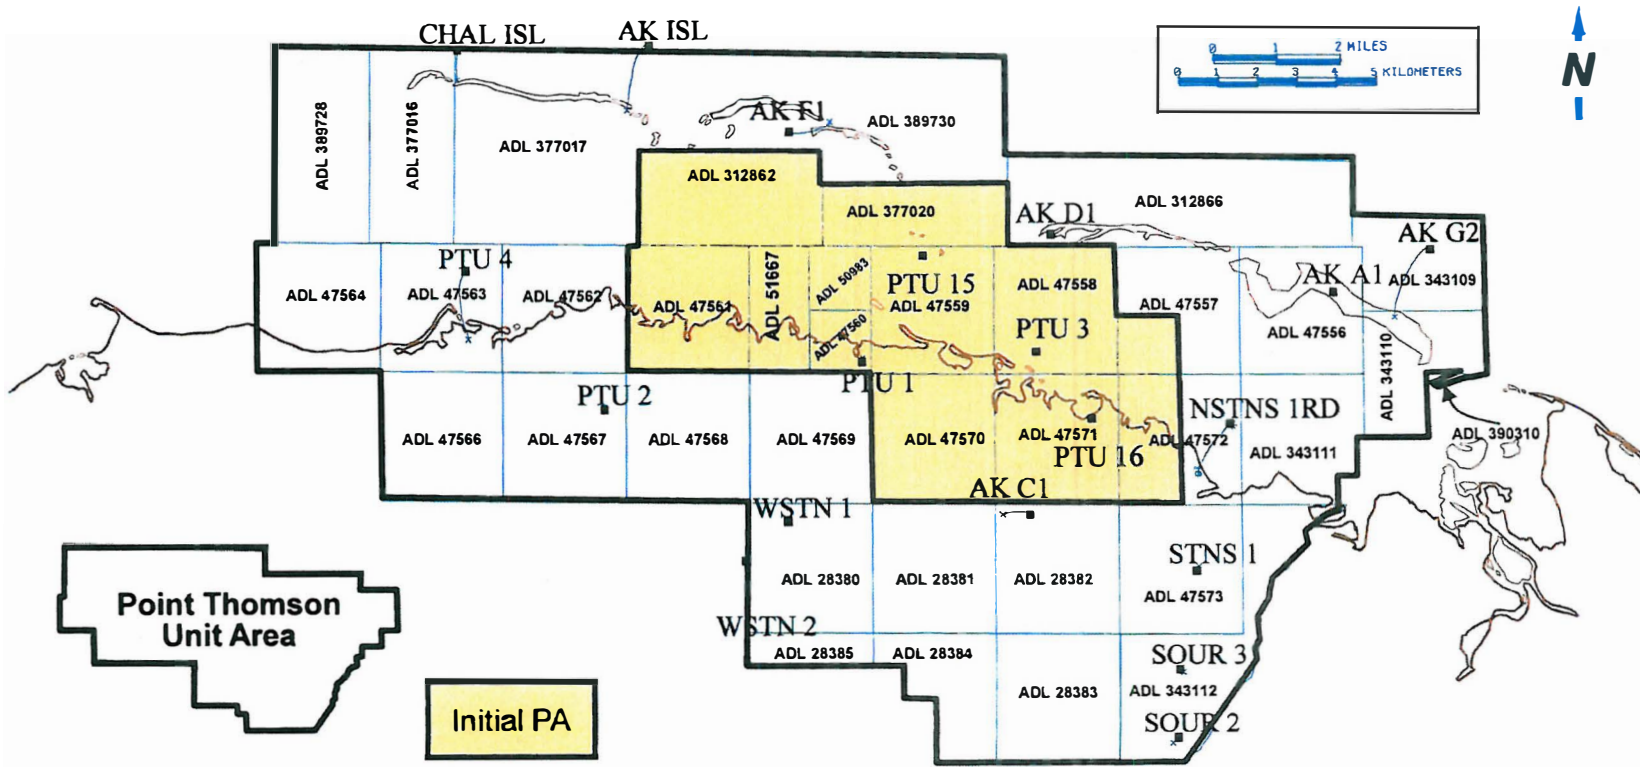 CHAL ISL
AK ISL
0 1 2 MILES
0 1 2 3 4 5 KILOMETERS
N
ADL 389728
ADL 377016
ADL 377017
AK F1
ADL 389730
ADL 312862
ADL 377020
AK D1
ADL 312866
AK G2
PTU 4
ADL 47564
ADL 47563
ADL 47562
ADL 47561
ADL 51667
ADL 50983
ADL 47560
PTU 15
ADL 47559
ADL 47558
ADL 47557
AK A1
ADL 343109
ADL 47556
PTU 3
ADL 343110
PTU 1
PTU 2
NSTNS 1RD
ADL 390310
ADL 47566
ADL 47567
ADL 47568
ADL 47569
ADL 47570
ADL 47571
PTU 16
ADL 47572
ADL 343111
AK C1
WSTN 1
STNS 1
ADL 28380
ADL 28381
ADL 28382
ADL 47573
WSTN 2
ADL 28385
ADL 28384
SOUR 3
ADL 28383
ADL 343112
SOUR 2
Point Thomson
Unit Area
Initial PA